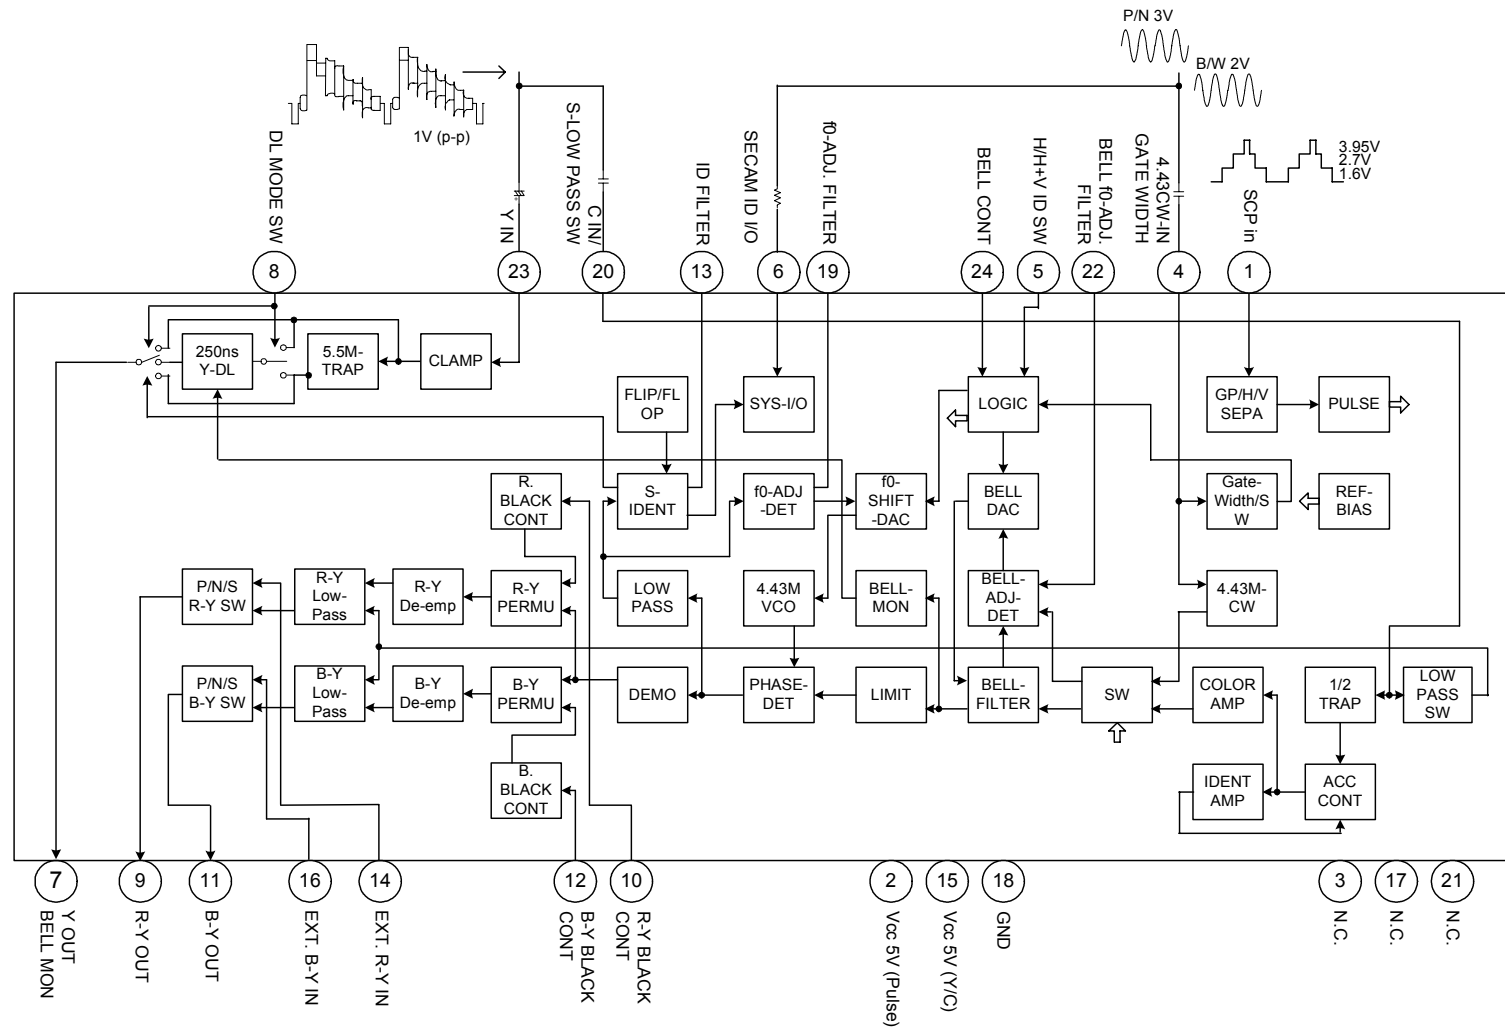 P/N 3V
B/W 2V
1V (p-p)
3.95V
2.7V
1.6V
DL MODE SW
Y IN
C IN/
S-LOW PASS SW
ID FILTER
SECAM ID I/O
f0-ADJ. FILTER
BELL CONT
H/H+V ID SW
BELL f0-ADJ.
FILTER
4.43CW-IN
GATE WIDTH
SCP in
8
23
20
13
6
19
24
5
22
4
1
250ns
Y-DL
5.5M-
TRAP
CLAMP
FLIP/FL
OP
SYS-I/O
LOGIC
GP/H/V
SEPA
PULSE
R.
BLACK
CONT
S-
IDENT
f0-ADJ
-DET
f0-
SHIFT
-DAC
BELL
DAC
Gate-
Width/S
W
REF-
BIAS
P/N/S
R-Y SW
R-Y
Low-
Pass
R-Y
De-emp
R-Y
PERMU
LOW
PASS
4.43M
VCO
BELL-
MON
BELL-
ADJ-
DET
4.43M-
CW
P/N/S
B-Y SW
B-Y
Low-
Pass
B-Y
De-emp
B-Y
PERMU
DEMO
PHASE-
DET
LIMIT
BELL-
FILTER
SW
COLOR
AMP
1/2
TRAP
LOW
PASS
SW
B.
BLACK
CONT
IDENT
AMP
ACC
CONT
7
9
11
16
14
12
10
2
15
18
3
17
21
Y OUT
BELL MON
R-Y OUT
B-Y OUT
EXT. B-Y IN
EXT. R-Y IN
B-Y BLACK
CONT
R-Y BLACK
CONT
Vcc 5V (Pulse)
Vcc 5V (Y/C)
GND
N.C.
N.C.
N.C.